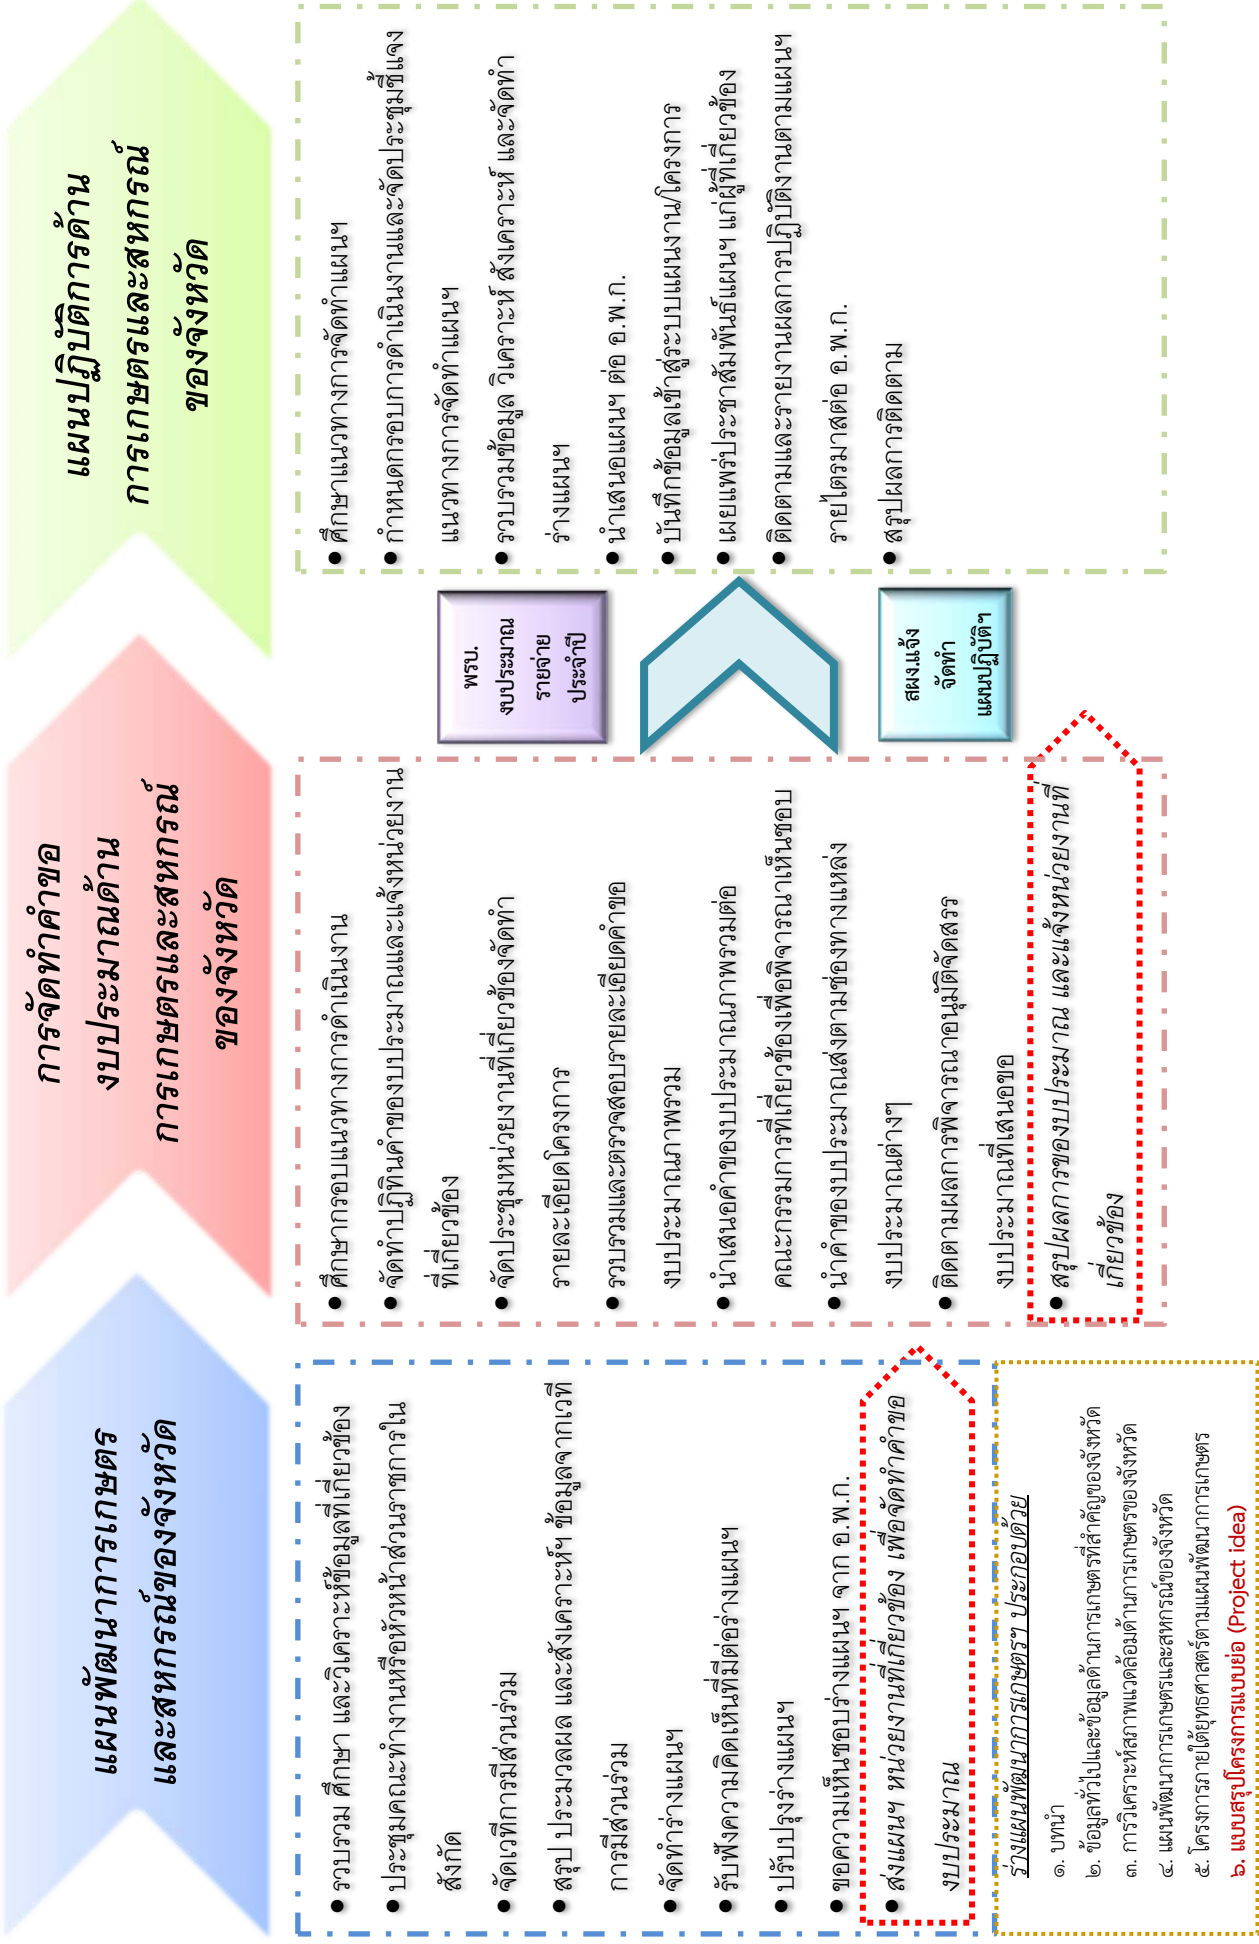 แผนพัฒนาการเกษตร
และสหกรณ์ของจังหวัด
การจัดทำคำขอ
งบประมาณด้าน
การเกษตรและสหกรณ์
ของจังหวัด
แผนปฏิบัติการด้าน
การเกษตรและสหกรณ์
ของจังหวัด
● รวบรวม ศึกษา และวิเคราะห์ข้อมูลที่เกี่ยวข้อง
● ประชุมคณะทำงานหรือหัวหน้าส่วนราชการใน
สังกัด
● จัดเวทีการมีส่วนร่วม
● สรุป ประมวลผล และสังเคราะห์ฯ ข้อมูลจากเวที
การมีส่วนร่วม
● จัดทำร่างแผนฯ
● รับฟังความคิดเห็นที่มีต่อร่างแผนฯ
● ปรับปรุงร่างแผนฯ
● ขอความเห็นชอบร่างแผนฯ จาก อ.พ.ก.
● ส่งแผนฯ หน่วยงานที่เกี่ยวข้อง เพื่อจัดทำคำขอ
งบประมาณ
ร่างแผนพัฒนาการเกษตรฯ ประกอบด้วย
๑. บทนำ
๒. ข้อมูลทั่วไปและข้อมูลด้านการเกษตรที่สำคัญของจังหวัด
๓. การวิเคราะห์สภาพแวดล้อมด้านการเกษตรของจังหวัด
๔. แผนพัฒนาการเกษตรและสหกรณ์ของจังหวัด
๕. โครงการภายใต้ยุทธศาสตร์ตามแผนพัฒนาการเกษตร
๖. แบบสรุปโครงการแบบย่อ (Project idea)
● ศึกษากรอบแนวทางการดำเนินงาน
● จัดทำปฏิทินคำของบประมาณและแจ้งหน่วยงาน
ที่เกี่ยวข้อง
● จัดประชุมหน่วยงานที่เกี่ยวข้องจัดทำ
รายละเอียดโครงการ
● รวบรวมและตรวจสอบรายละเอียดคำขอ
งบประมาณภาพรวม
● นำเสนอคำของบประมาณภาพรวมต่อ
คณะกรรมการที่เกี่ยวข้องเพื่อพิจารณาเห็นชอบ
● นำคำของบประมาณส่งตามช่องทางแหล่ง
งบประมาณต่างๆ
● ติดตามผลการพิจารณาอนุมัติจัดสรร
งบประมาณที่เสนอขอ
● สรุปผลการของบประมาณ และแจ้งหน่วยงานที่
เกี่ยวข้อง
พรบ.
งบประมาณ
รายจ่าย
ประจำปี
สผง.แจ้ง
จัดทำ
แผนปฏิบัติฯ
● ศึกษาแนวทางการจัดทำแผนฯ
● กำหนดกรอบการดำเนินงานและจัดประชุมชี้แจง
แนวทางการจัดทำแผนฯ
● รวบรวมข้อมูล วิเคราะห์ สังเคราะห์ และจัดทำ
ร่างแผนฯ
● นำเสนอแผนฯ ต่อ อ.พ.ก.
● บันทึกข้อมูลเข้าสู่ระบบแผนงาน/โครงการ
● เผยแพร่ประชาสัมพันธ์แผนฯ แก่ผู้ที่เกี่ยวข้อง
● ติดตามและรายงานผลการปฏิบัติงานตามแผนฯ
รายไตรมาสต่อ อ.พ.ก.
● สรุปผลการติดตาม